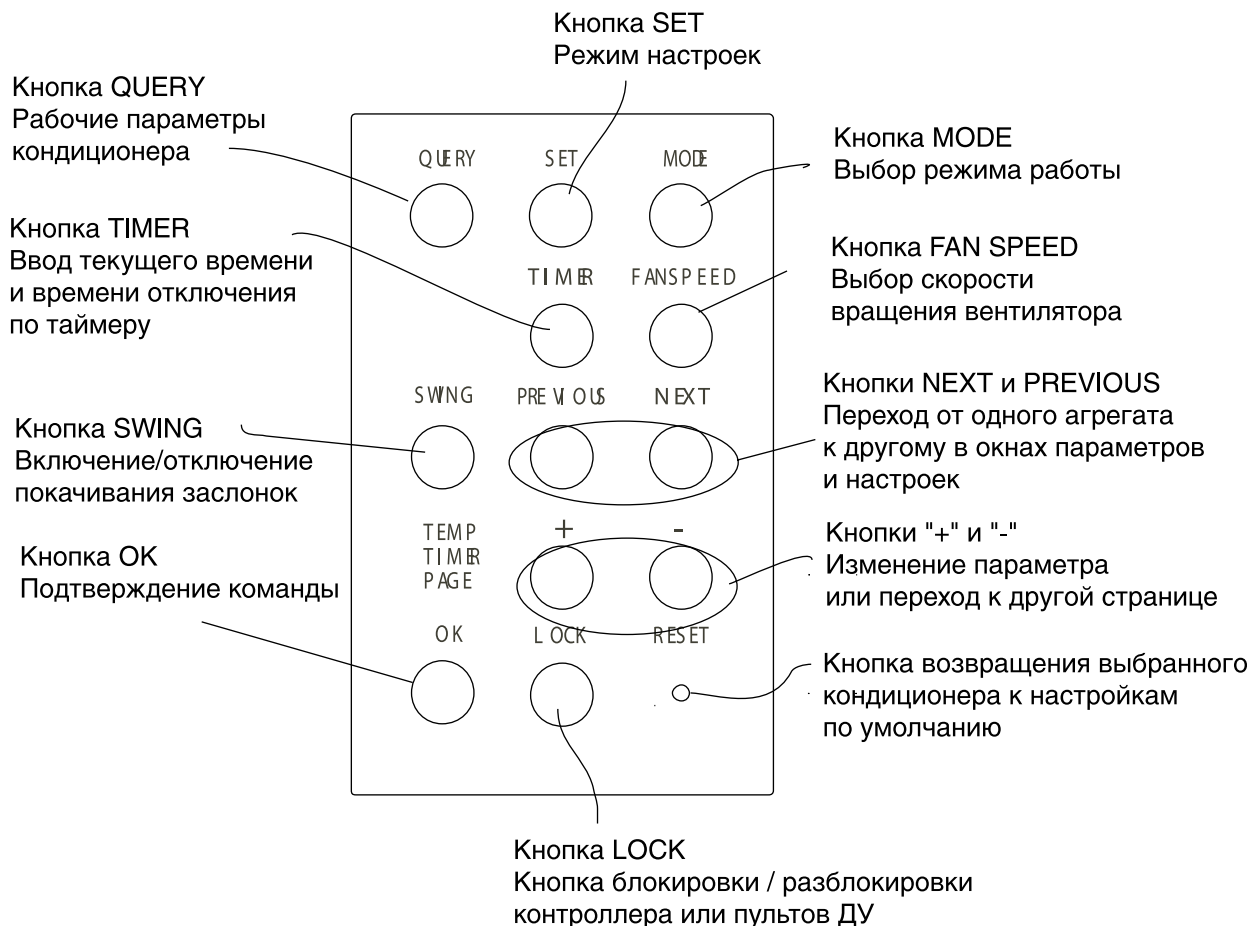 Кнопка SET
Режим настроек
Кнопка QUERY
Рабочие параметры
кондиционера
Кнопка MODE
Выбор режима работы
Кнопка TIMER
Ввод текущего времени
и времени отключения
по таймеру
Кнопка FAN SPEED
Выбор скорости
вращения вентилятора
Кнопка SWING
Включение/отключение
покачивания заслонок
Кнопки NEXT и PREVIOUS
Переход от одного агрегата
к другому в окнах параметров
и настроек
Кнопка OK
Подтверждение команды
Кнопки "+" и "-"
Изменение параметра
или переход к другой странице
Кнопка возвращения выбранного
кондиционера к настройкам
по умолчанию
QUERY SET MODE
TIMER FANSPEED
SWING PREVIOUS NEXT
TEMP + -
TIMER
PAGE
OK LOCK RESET
Кнопка LOCK
Кнопка блокировки / разблокировки
контроллера или пультов ДУ